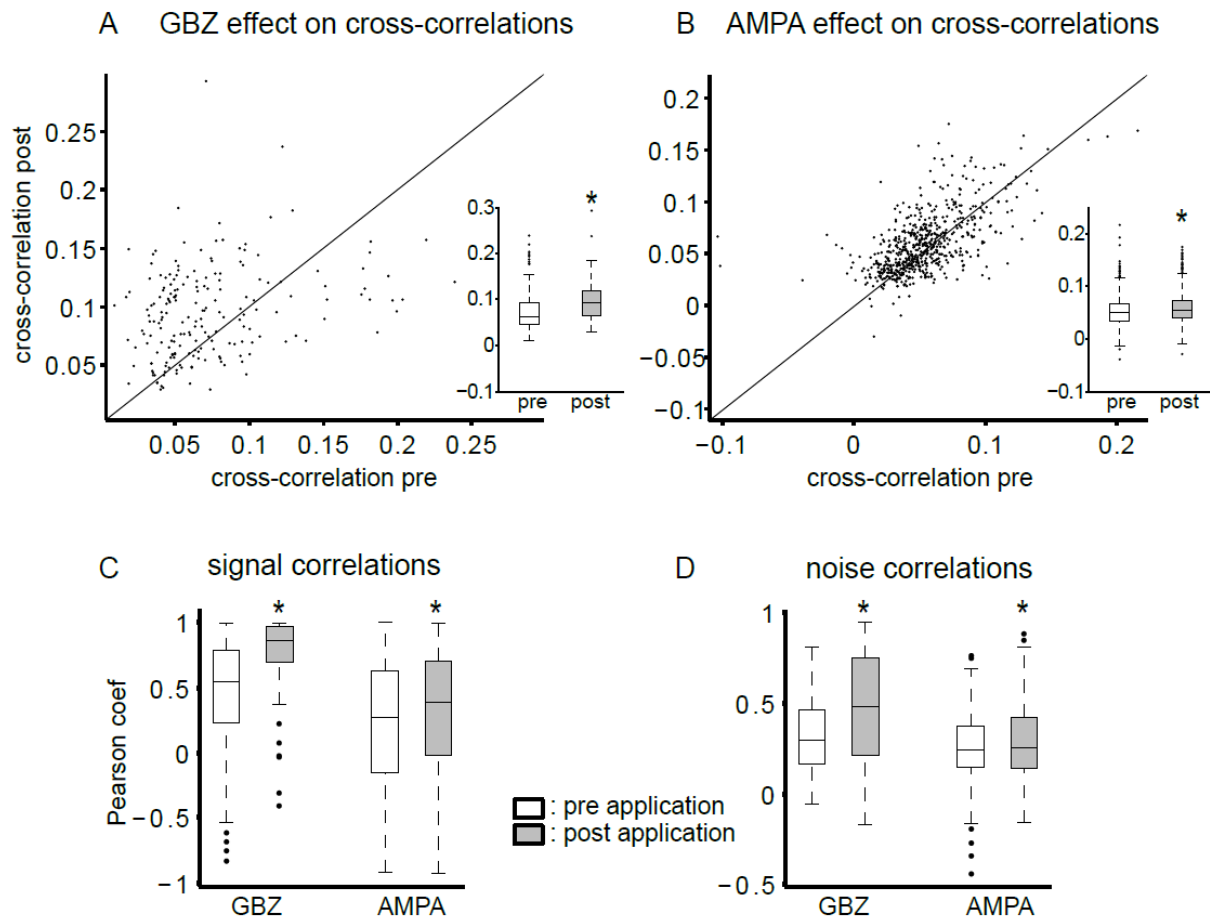 A GBZ effect on cross-correlations
cross-correlation post
0.25
0.2
0.15
0.1
0.05
0.05 0.1 0.15 0.2 0.25
cross-correlation pre
*
0.3
0.2
0.1
0
−0.1
pre post
B AMPA effect on cross-correlations
0.2
0.15
0.1
0.05
0
−0.05
−0.1
−0.1 0 0.1 0.2
cross-correlation pre
*
0.2
0.1
0
−0.1
pre post
C signal correlations
Pearson coef
* *
1
0.5
0
−0.5
−1
GBZ AMPA
: pre application
: post application
D noise correlations
* *
1
0.5
0
−0.5
GBZ AMPA